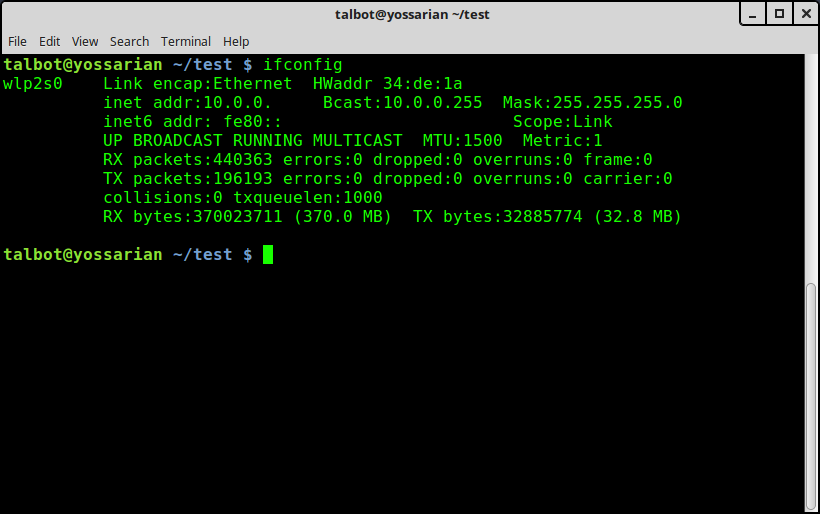 talbot@yossarian ~/test
File Edit View Search Terminal Help
talbot@yossarian ~/test $ ifconfig
wlp2s0    Link encap:Ethernet  HWaddr 34:de:1a
          inet addr:10.0.0.     Bcast:10.0.0.255  Mask:255.255.255.0
          inet6 addr: fe80::                       Scope:Link
          UP BROADCAST RUNNING MULTICAST  MTU:1500  Metric:1
          RX packets:440363 errors:0 dropped:0 overruns:0 frame:0
          TX packets:196193 errors:0 dropped:0 overruns:0 carrier:0
          collisions:0 txqueuelen:1000
          RX bytes:370023711 (370.0 MB)  TX bytes:32885774 (32.8 MB)
talbot@yossarian ~/test $